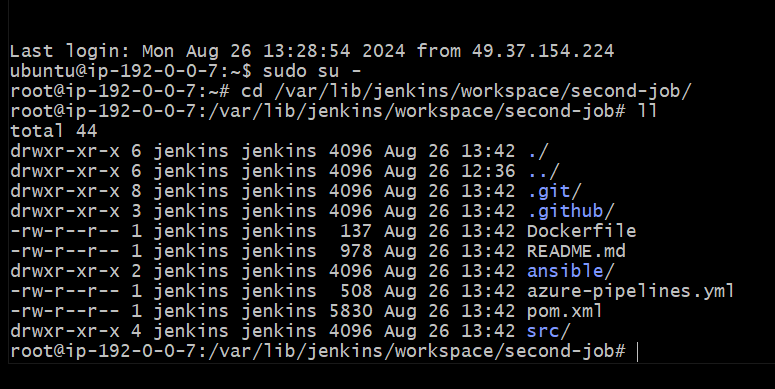 Last login: Mon Aug 26 13:28:54 2024 from 49.37.154.224
ubuntu@ip-192-0-0-7:~$ sudo su -
root@ip-192-0-0-7:~# cd /var/lib/jenkins/workspace/second-job/
root@ip-192-0-0-7:/var/lib/jenkins/workspace/second-job# ll
total 44
drwxr-xr-x 6 jenkins jenkins 4096 Aug 26 13:42 ./
drwxr-xr-x 6 jenkins jenkins 4096 Aug 26 12:36 ../
drwxr-xr-x 8 jenkins jenkins 4096 Aug 26 13:42 .git/
drwxr-xr-x 3 jenkins jenkins 4096 Aug 26 13:42 .github/
-rw-r--r-- 1 jenkins jenkins  137 Aug 26 13:42 Dockerfile
-rw-r--r-- 1 jenkins jenkins  978 Aug 26 13:42 README.md
drwxr-xr-x 2 jenkins jenkins 4096 Aug 26 13:42 ansible/
-rw-r--r-- 1 jenkins jenkins  508 Aug 26 13:42 azure-pipelines.yml
-rw-r--r-- 1 jenkins jenkins 5830 Aug 26 13:42 pom.xml
drwxr-xr-x 4 jenkins jenkins 4096 Aug 26 13:42 src/
root@ip-192-0-0-7:/var/lib/jenkins/workspace/second-job#